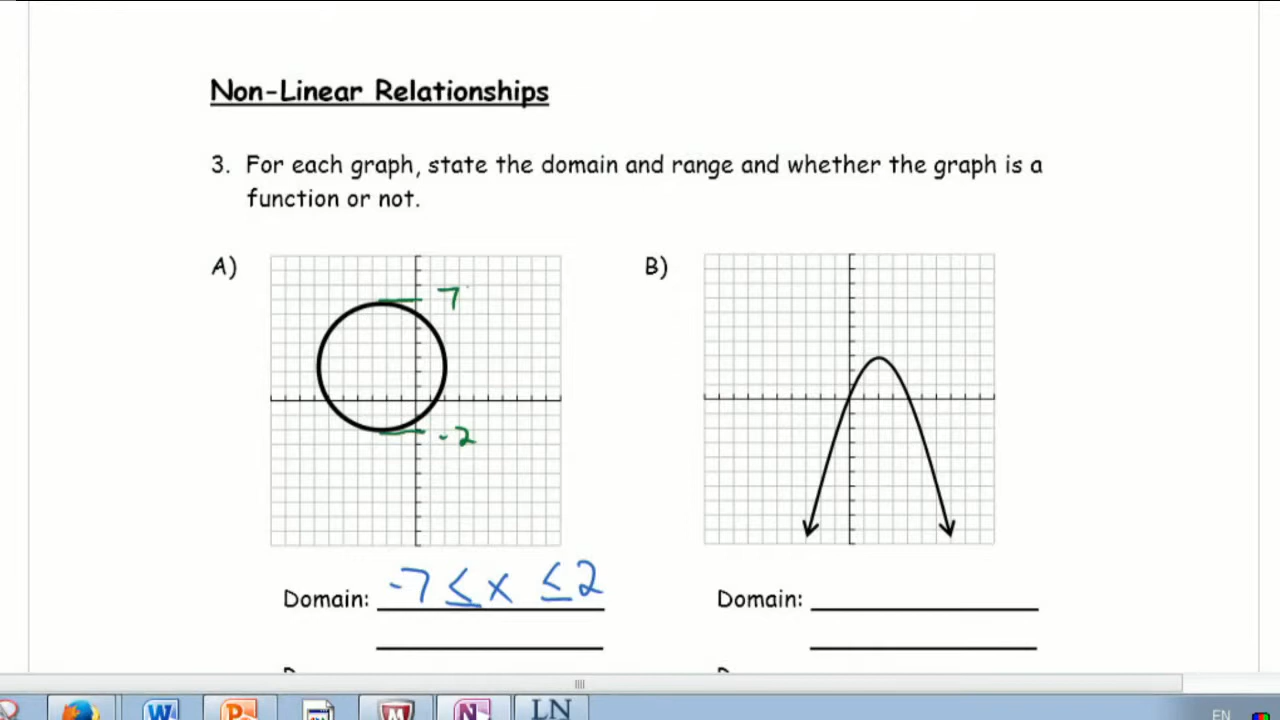 Non-Linear Relationships
3. For each graph, state the domain and range and whether the graph is a
function or not.
A)
B)
7
-2
Domain: -7 ≤ x ≤ 2
Domain:
W
P
N
LN
EN